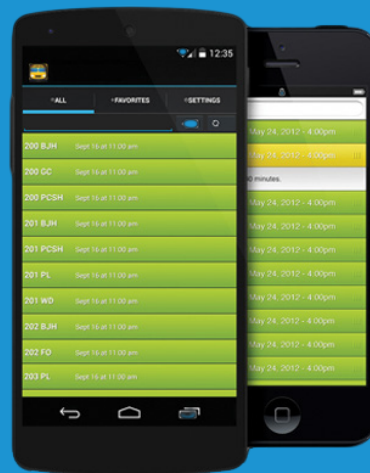 12:35
ALL
FAVORITES
SETTINGS
200 BJH Sept 16 at 11:00 am
200 GC Sept 16 at 11:00 am
200 PCSH Sept 16 at 11:00 am
201 BJH Sept 16 at 11:00 am
201 PCSH Sept 16 at 11:00 am
201 PL Sept 16 at 11:00 am
201 WD Sept 16 at 11:00 am
202 BJH Sept 16 at 11:00 am
202 FO Sept 16 at 11:00 am
203 PL Sept 16 at 11:00 am
May 24, 2012 - 4:00pm
May 24, 2012 - 4:00pm
minutes.
May 24, 2012 - 4:00pm
May 24, 2012 - 4:00pm
May 24, 2012 - 4:00pm
May 24, 2012 - 4:00pm
May 24, 2012 - 4:00pm
May 24, 2012 - 4:00pm
May 24, 2012 - 4:00pm